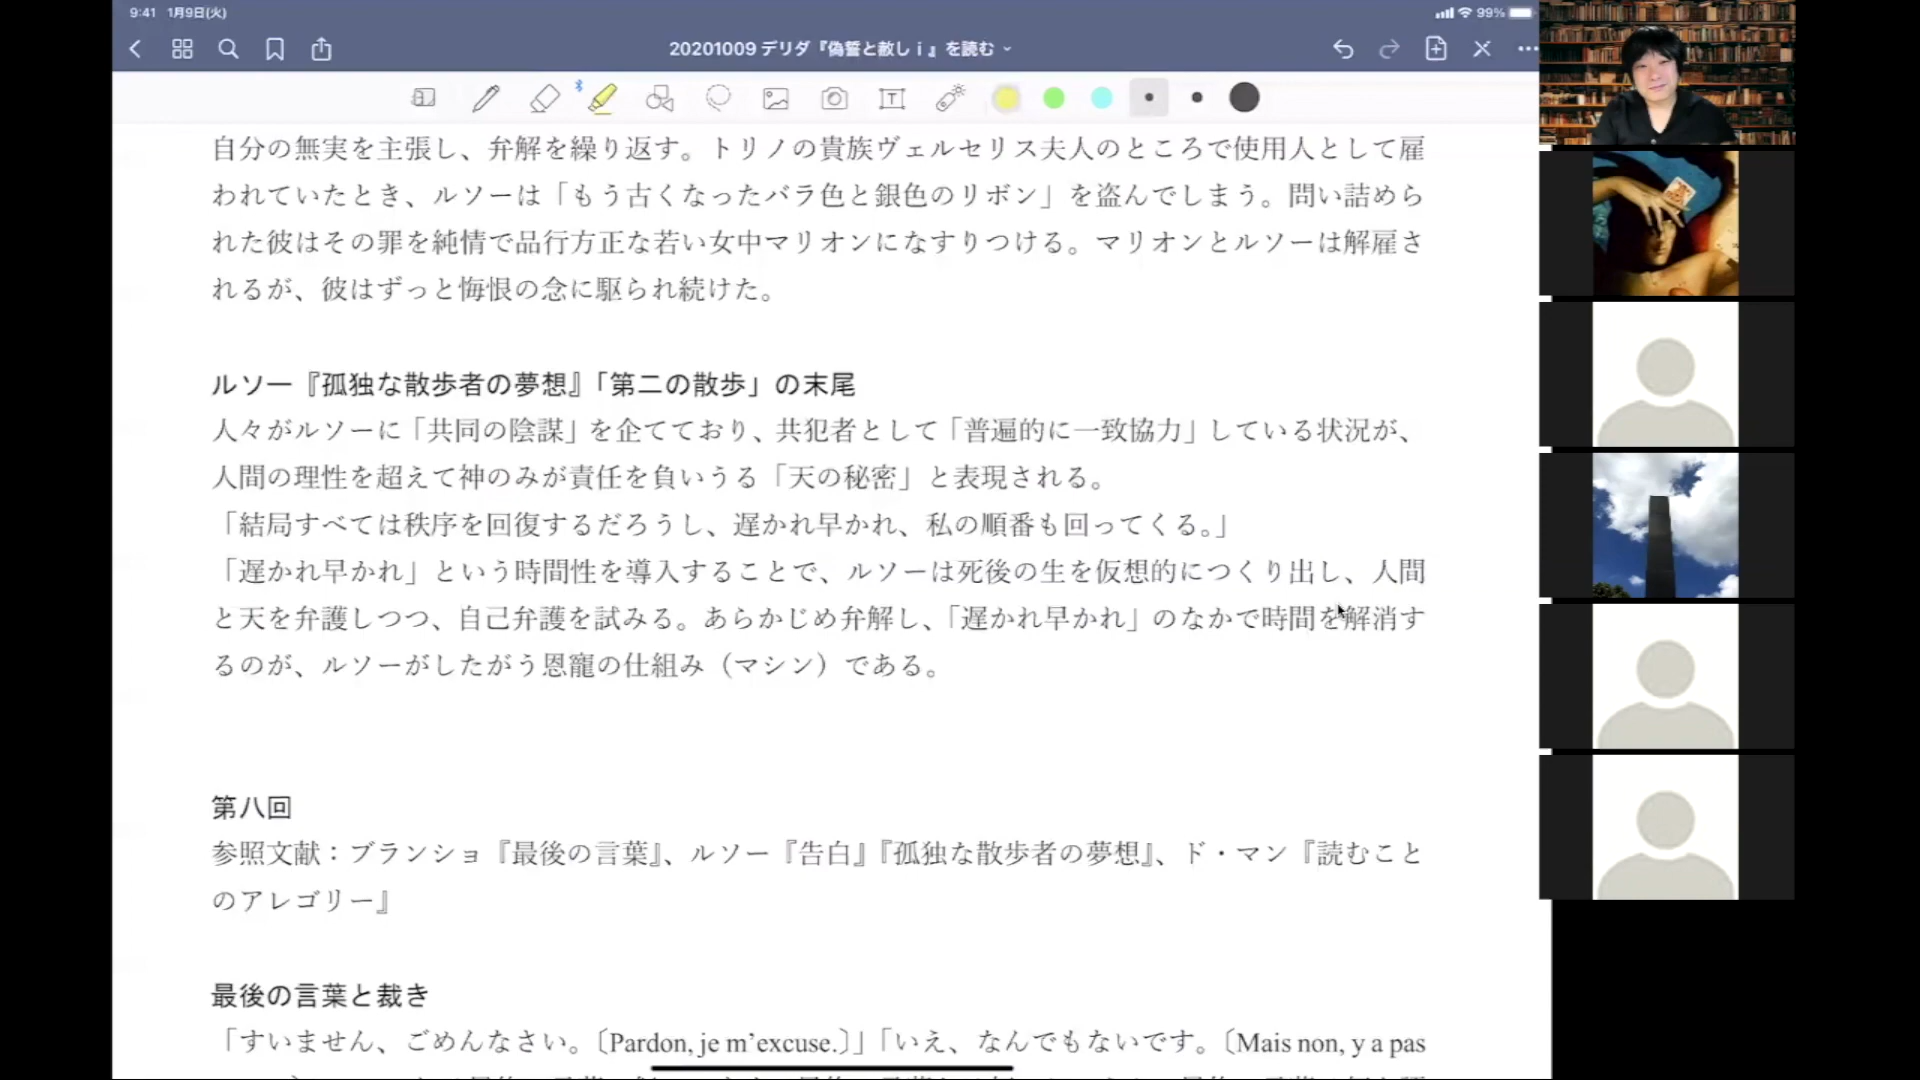 9:41 1月9日(火)
99%
20201009 デリダ『偽誓と赦しⅰ』を読む
自分の無実を主張し、弁解を繰り返す。トリノの貴族ヴェルセリス夫人のところで使用人として雇
われていたとき、ルソーは「もう古くなったバラ色と銀色のリボン」を盗んでしまう。問い詰めら
れた彼はその罪を純情で品行方正な若い女中マリオンになすりつける。マリオンとルソーは解雇さ
れるが、彼はずっと悔恨の念に駆られ続けた。
ルソー『孤独な散歩者の夢想』「第二の散歩」の末尾
人々がルソーに「共同の陰謀」を企てており、共犯者として「普遍的に一致協力」している状況が、
人間の理性を超えて神のみが責任を負いうる「天の秘密」と表現される。
「結局すべては秩序を回復するだろうし、遅かれ早かれ、私の順番も回ってくる。」
「遅かれ早かれ」という時間性を導入することで、ルソーは死後の生を仮想的につくり出し、人間
と天を弁護しつつ、自己弁護を試みる。あらかじめ弁解し、「遅かれ早かれ」のなかで時間を解消す
るのが、ルソーがしたがう恩寵の仕組み（マシン）である。
第八回
参照文献：ブランショ『最後の言葉』、ルソー『告白』『孤独な散歩者の夢想』、ド・マン『読むこと
のアレゴリー』
最後の言葉と裁き
「すいません、ごめんなさい。〔Pardon, je m’excuse.〕」「いえ、なんでもないです。〔Mais non, y a pas